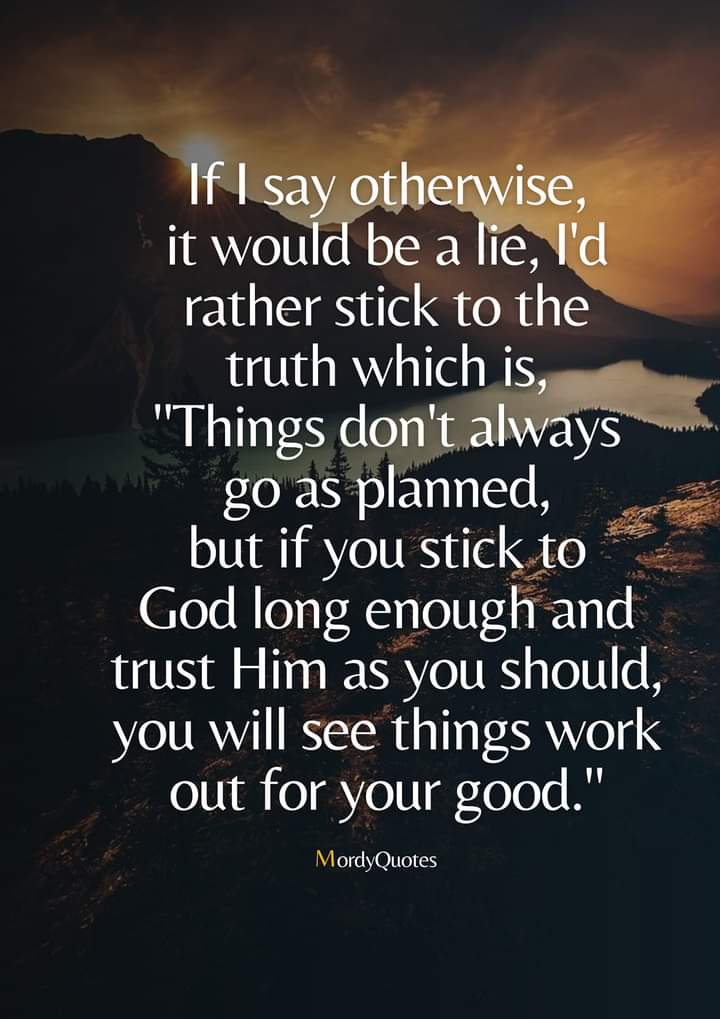 If I say otherwise,
it would be a lie, I'd
rather stick to the
truth which is,
"Things don't always
go as planned,
but if you stick to
God long enough and
trust Him as you should,
you will see things work
out for your good."
MordyQuotes